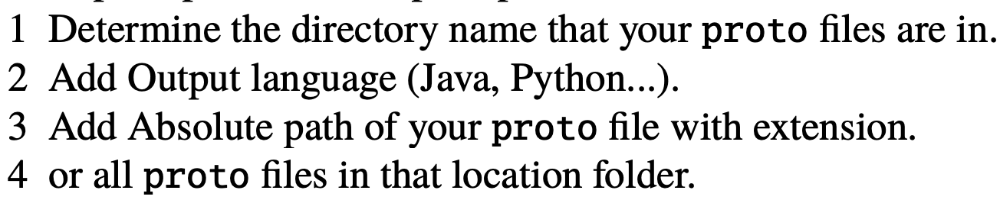 1 Determine the directory name that your proto files are in.
2 Add Output language (Java, Python...).
3 Add Absolute path of your proto file with extension.
4 or all proto files in that location folder.